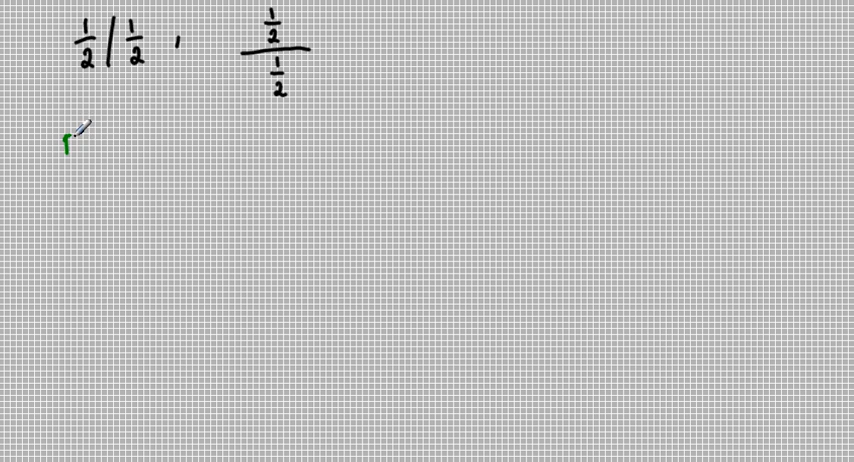 1/2 / 1/2 , (1/2)/(1/2)